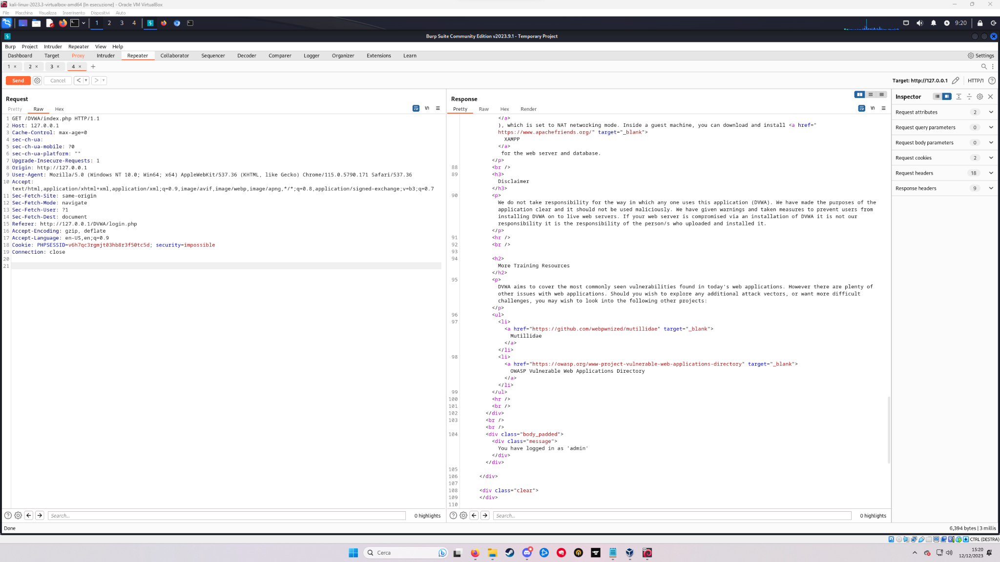 kali-linux-2023.3-virtualbox-amd64 [In esecuzione] - Oracle VM VirtualBox
File Macchina Visualizza Inserimento Dispositivi Aiuto
1 2 3 4 9:20
Burp Suite Community Edition v2023.9.1 - Temporary Project
Burp Project Intruder Repeater View Help
Dashboard Target Proxy Intruder Repeater Collaborator Sequencer Decoder Comparer Logger Organizer Extensions Learn Settings
1 × 2 × 3 × 4 × +
Send Cancel < > Target: http://127.0.0.1 HTTP/1
Request
Pretty Raw Hex \n
1 GET /DVWA/index.php HTTP/1.1
2 Host: 127.0.0.1
3 Cache-Control: max-age=0
4 sec-ch-ua:
5 sec-ch-ua-mobile: ?0
6 sec-ch-ua-platform: ""
7 Upgrade-Insecure-Requests: 1
8 Origin: http://127.0.0.1
9 User-Agent: Mozilla/5.0 (Windows NT 10.0; Win64; x64) AppleWebKit/537.36 (KHTML, like Gecko) Chrome/115.0.5790.171 Safari/537.36
10 Accept:
text/html,application/xhtml+xml,application/xml;q=0.9,image/avif,image/webp,image/apng,*/*;q=0.8,application/signed-exchange;v=b3;q=0.7
11 Sec-Fetch-Site: same-origin
12 Sec-Fetch-Mode: navigate
13 Sec-Fetch-User: ?1
14 Sec-Fetch-Dest: document
15 Referer: http://127.0.0.1/DVWA/login.php
16 Accept-Encoding: gzip, deflate
17 Accept-Language: en-US,en;q=0.9
18 Cookie: PHPSESSID=v6h7qc3rgmjt03hb8r3f50tc5d; security=impossible
19 Connection: close
20
21
Search... 0 highlights
Response
Pretty Raw Hex Render \n
</a>
), which is set to NAT networking mode. Inside a guest machine, you can download and install <a href="
https://www.apachefriends.org/" target="_blank">
XAMPP
</a>
for the web server and database.
</p>
88 <br />
89 <h3>
Disclaimer
</h3>
90 <p>
We do not take responsibility for the way in which any one uses this application (DVWA). We have made the purposes of the
application clear and it should not be used maliciously. We have given warnings and taken measures to prevent users from
installing DVWA on to live web servers. If your web server is compromised via an installation of DVWA it is not our
responsibility it is the responsibility of the person/s who uploaded and installed it.
</p>
91 <hr />
92 <br />
93
94 <h2>
More Training Resources
</h2>
95 <p>
DVWA aims to cover the most commonly seen vulnerabilities found in today's web applications. However there are plenty of
other issues with web applications. Should you wish to explore any additional attack vectors, or want more difficult
challenges, you may wish to look into the following other projects:
</p>
96 <ul>
97 <li>
<a href="https://github.com/webpwnized/mutillidae" target="_blank">
Mutillidae
</a>
</li>
98 <li>
<a href="https://owasp.org/www-project-vulnerable-web-applications-directory" target="_blank">
OWASP Vulnerable Web Applications Directory
</a>
</li>
99 </ul>
100 <hr />
101 <br />
102 </div>
103 <br />
<br />
104 <div class="body_padded">
<div class="message">
You have logged in as 'admin'
</div>
</div>
105
106 </div>
107
108 <div class="clear">
109 </div>
110
Search... 0 highlights
Inspector
Request attributes 2
Request query parameters 0
Request body parameters 0
Request cookies 2
Request headers 18
Response headers 9
Done 6,394 bytes | 3 millis
CTRL (DESTRA)
Cerca
15:20
12/12/2023